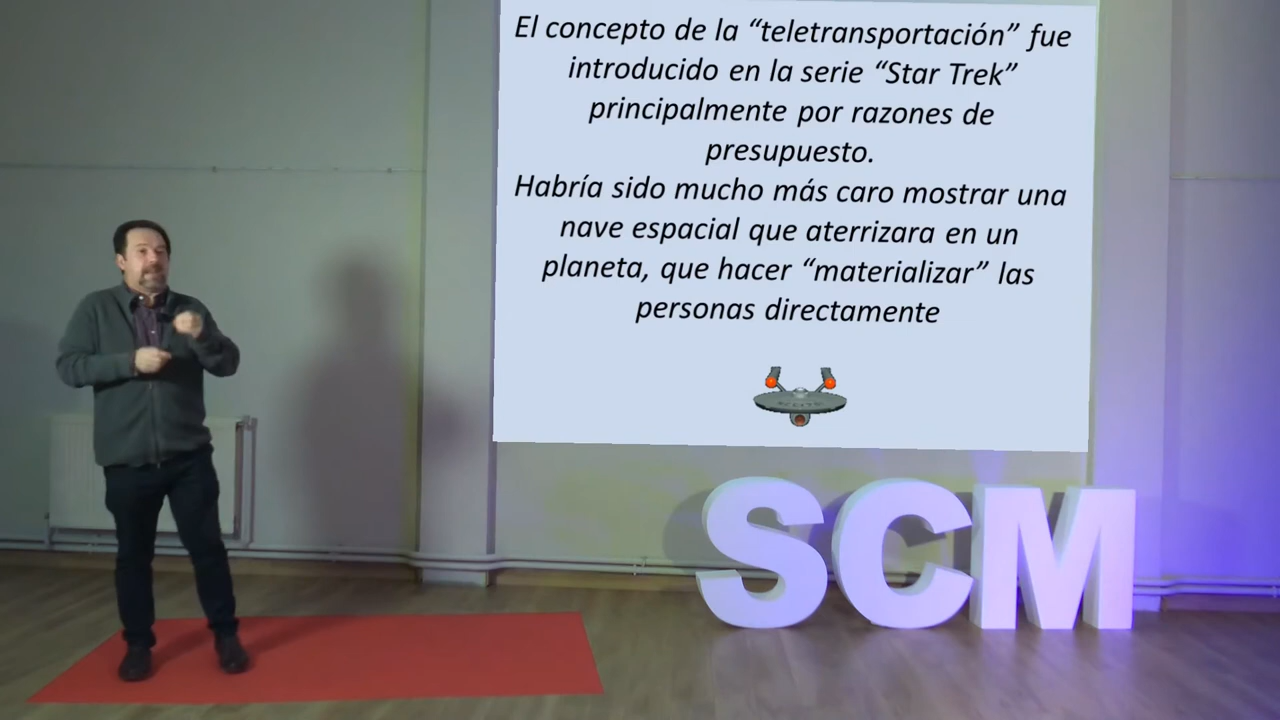 El concepto de la “teletransportación” fue
introducido en la serie “Star Trek”
principalmente por razones de
presupuesto.
Habría sido mucho más caro mostrar una
nave espacial que aterrizara en un
planeta, que hacer “materializar” las
personas directamente
SCM